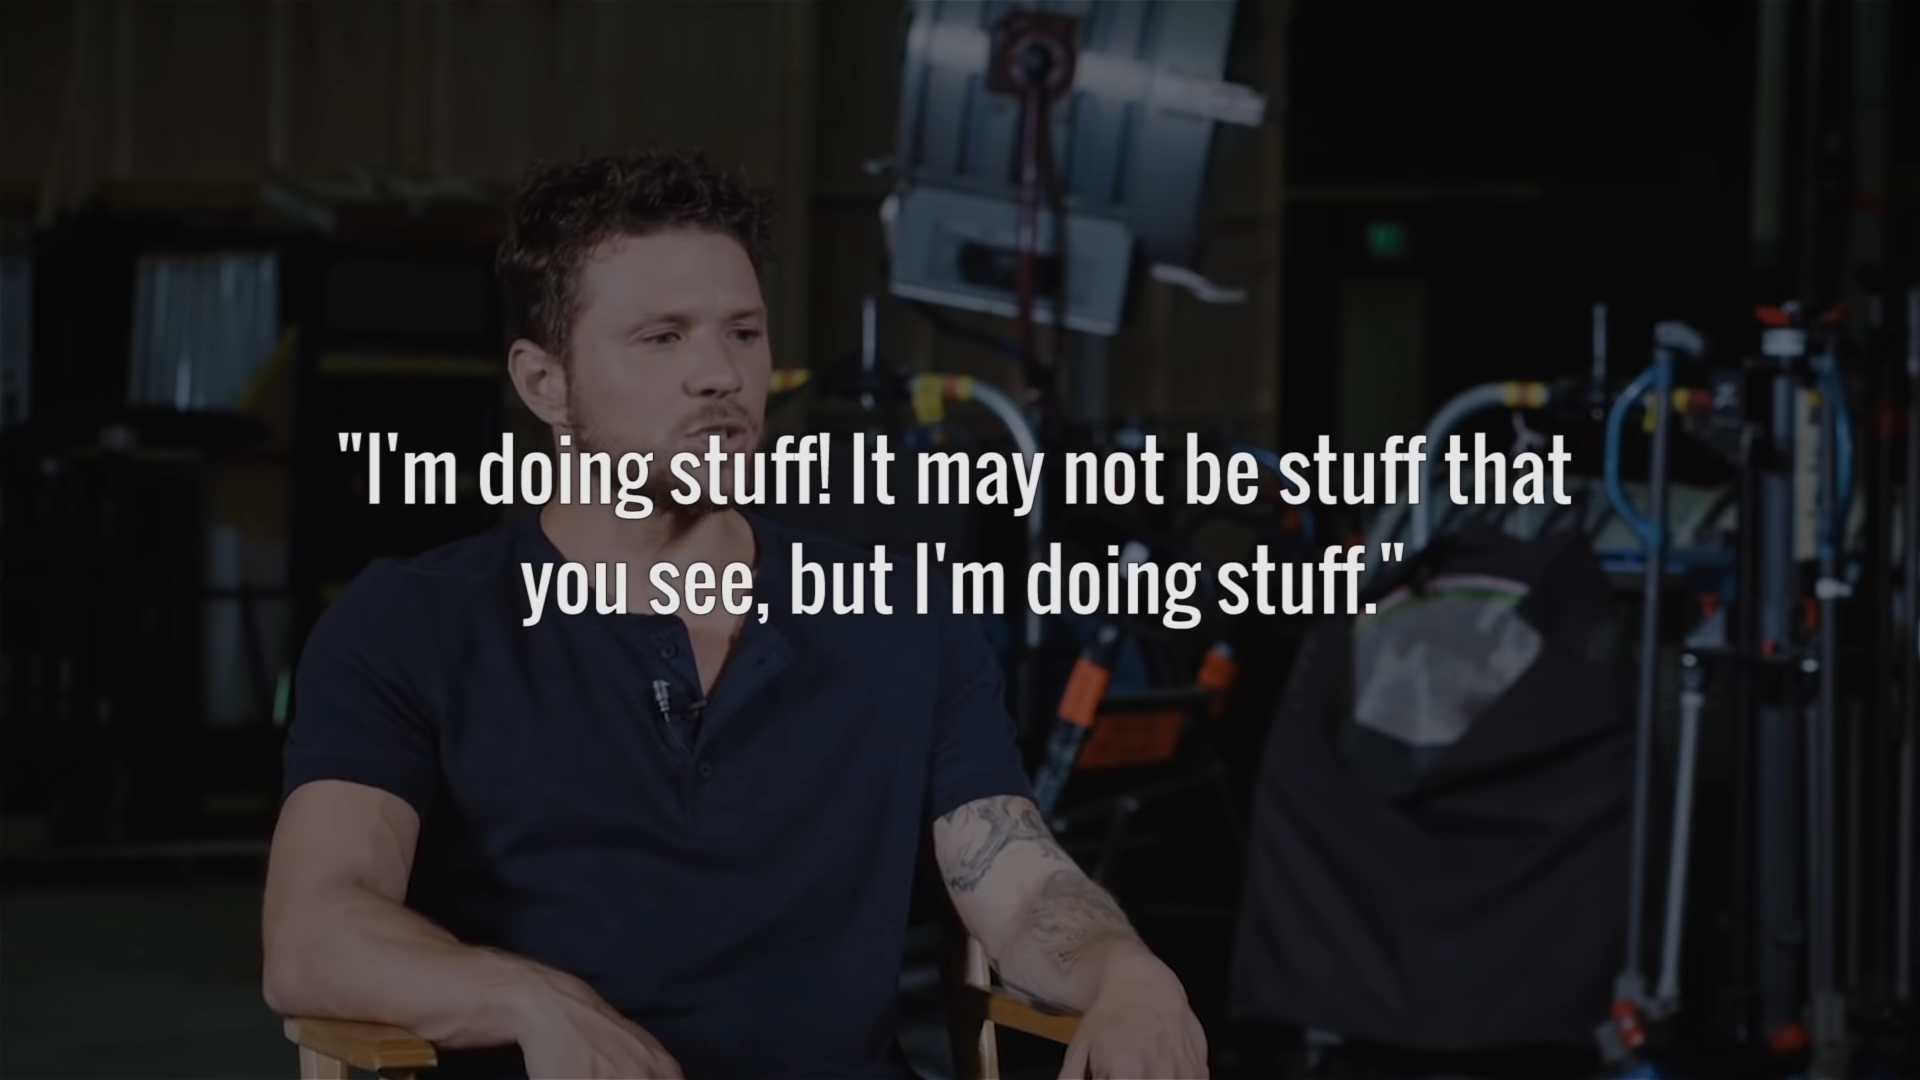 "I'm doing stuff! It may not be stuff that
you see, but I'm doing stuff."